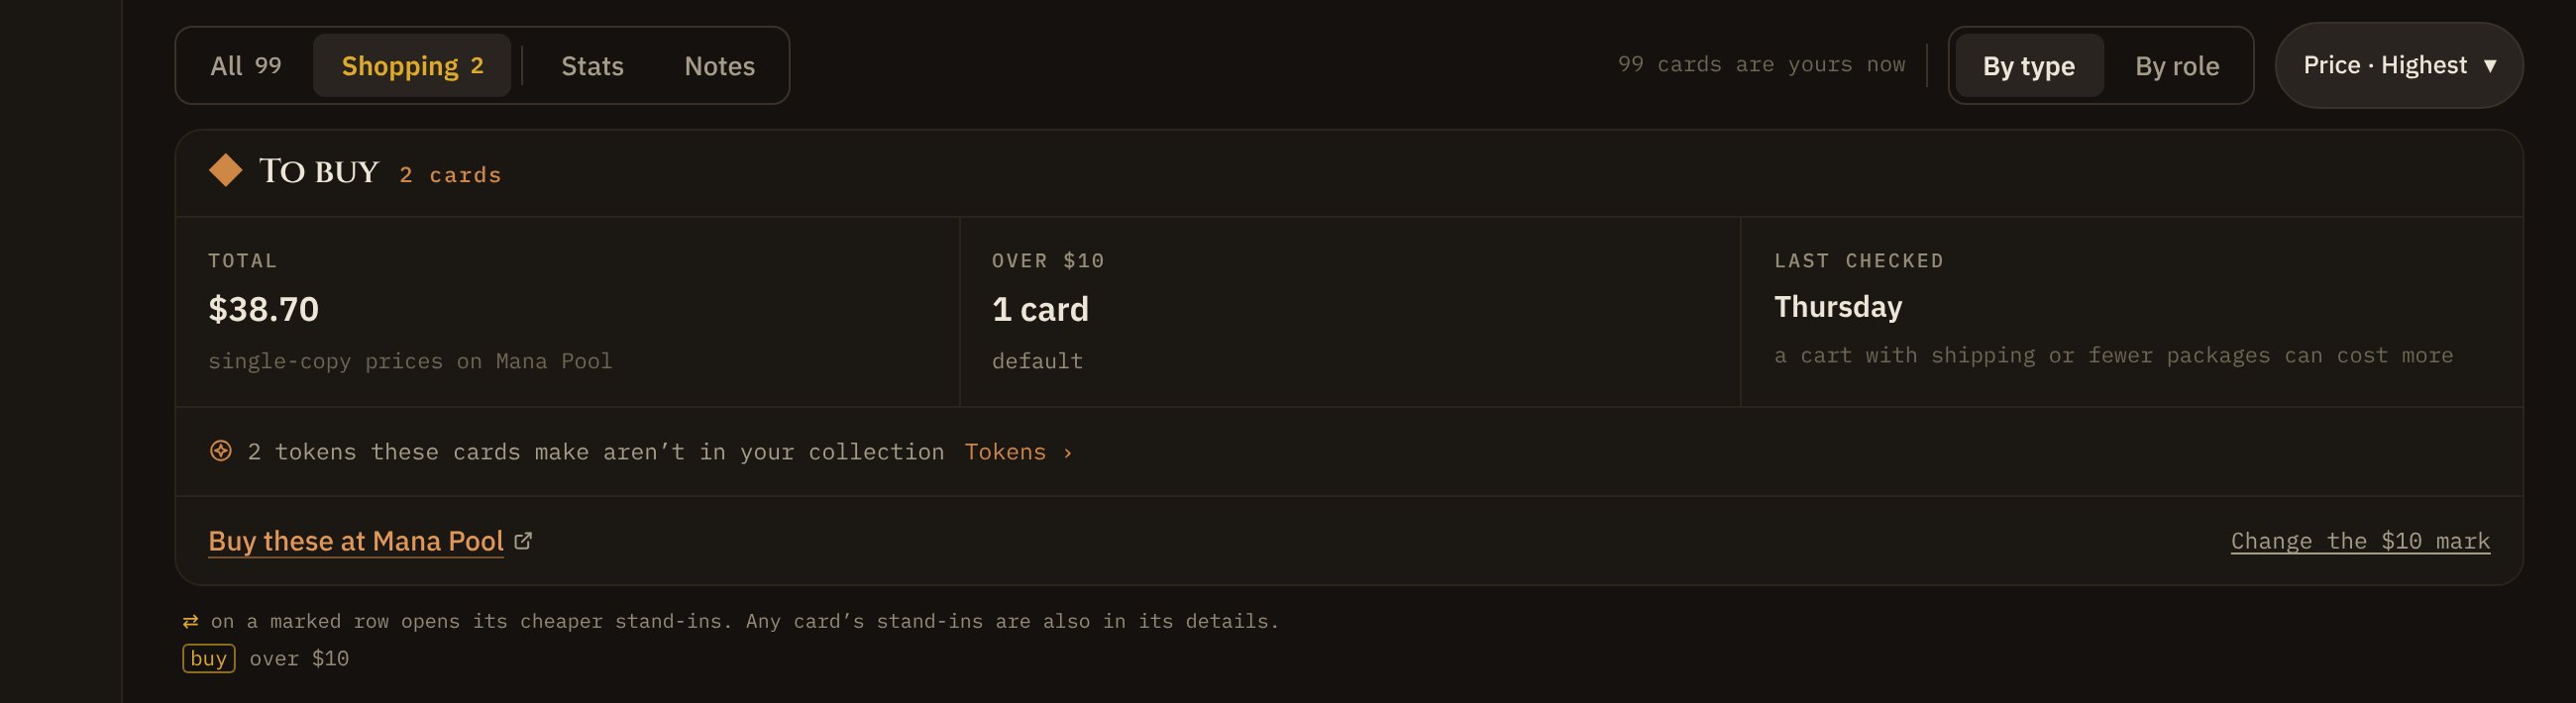 All 99 Shopping 2 Stats Notes 99 cards are yours now By type By role Price · Highest ▼
To buy 2 cards
TOTAL
$38.70
single-copy prices on Mana Pool
OVER $10
1 card
default
LAST CHECKED
Thursday
a cart with shipping or fewer packages can cost more
2 tokens these cards make aren’t in your collection Tokens ›
Buy these at Mana Pool
Change the $10 mark
⇄ on a marked row opens its cheaper stand-ins. Any card’s stand-ins are also in its details.
buy over $10